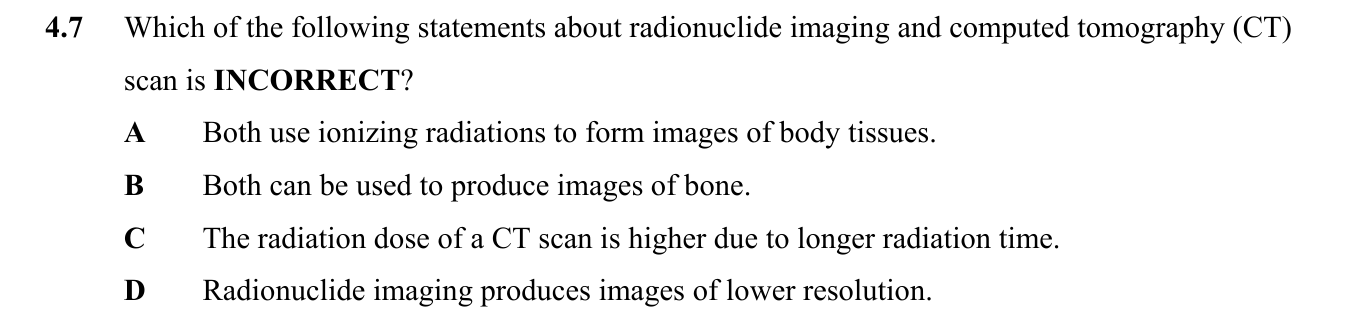 4.7 Which of the following statements about radionuclide imaging and computed tomography (CT)
scan is INCORRECT?
A Both use ionizing radiations to form images of body tissues.
B Both can be used to produce images of bone.
C The radiation dose of a CT scan is higher due to longer radiation time.
D Radionuclide imaging produces images of lower resolution.